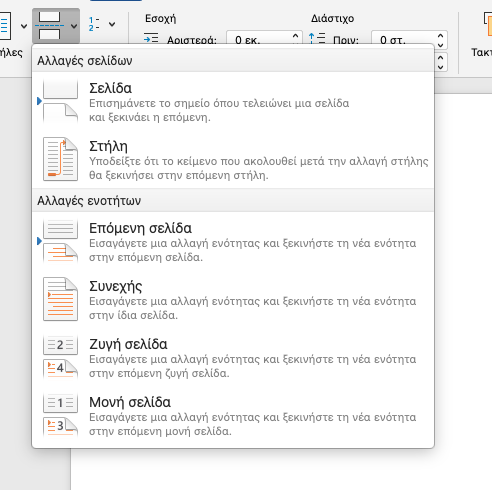 Εσοχή
Διάστιχο
Αριστερά: 0 εκ.
Πριν: 0 στ.
Αλλαγές σελίδων
Σελίδα
Επισημάνετε το σημείο όπου τελειώνει μια σελίδα
και ξεκινάει η επόμενη.
Στήλη
Υποδείξτε ότι το κείμενο που ακολουθεί μετά την αλλαγή στήλης
θα ξεκινήσει στην επόμενη στήλη.
Αλλαγές ενοτήτων
Επόμενη σελίδα
Εισαγάγετε μια αλλαγή ενότητας και ξεκινήστε τη νέα ενότητα
στην επόμενη σελίδα.
Συνεχής
Εισαγάγετε μια αλλαγή ενότητας και ξεκινήστε τη νέα ενότητα
στην ίδια σελίδα.
2
4
Ζυγή σελίδα
Εισαγάγετε μια αλλαγή ενότητας και ξεκινήστε τη νέα ενότητα
στην επόμενη ζυγή σελίδα.
1
3
Μονή σελίδα
Εισαγάγετε μια αλλαγή ενότητας και ξεκινήστε τη νέα ενότητα
στην επόμενη μονή σελίδα.